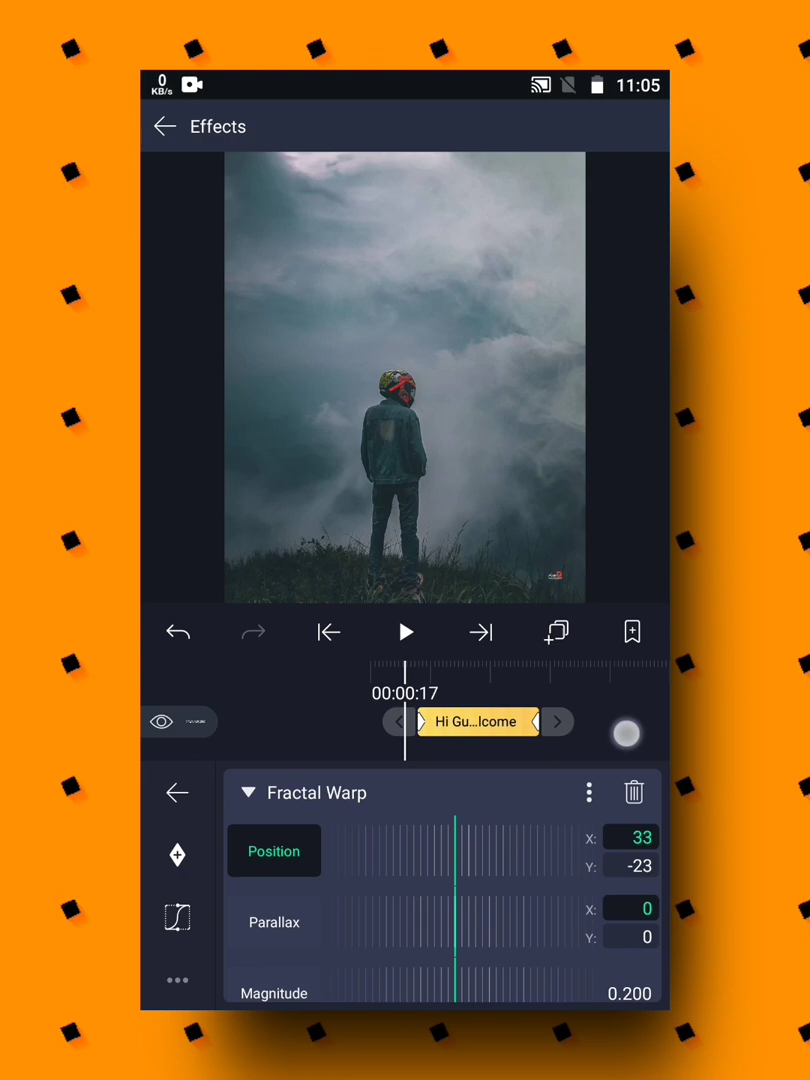 0
KB/s
11:05
Effects
00:00:17
Hi Gu...lcome
Fractal Warp
Position
X: 33
Y: -23
Parallax
X: 0
Y: 0
Magnitude
0.200